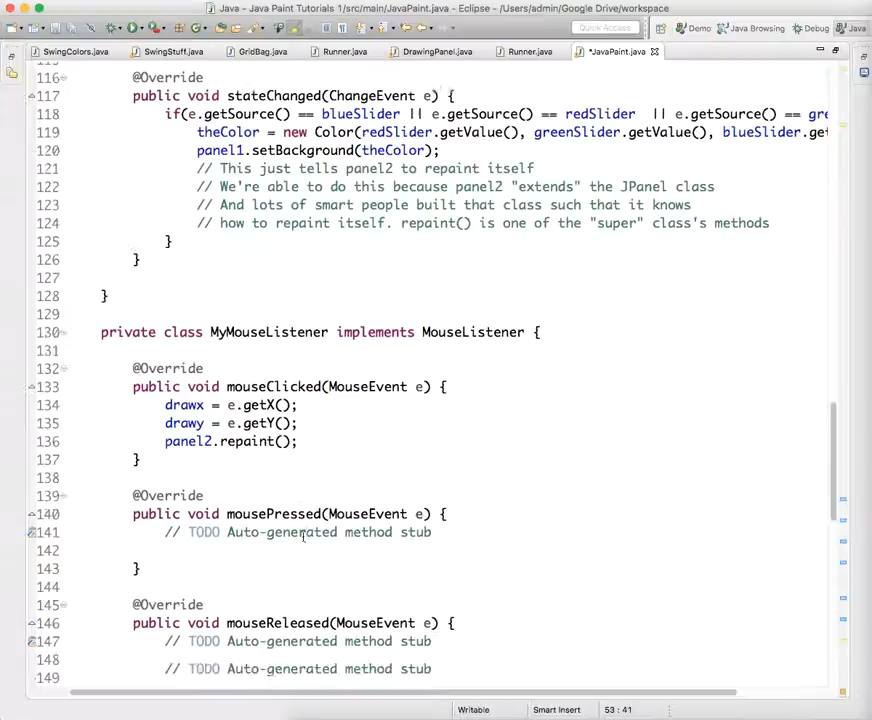 Java - Java Paint Tutorials 1/src/main/JavaPaint.java - Eclipse - /Users/admin/Google Drive/workspace
Quick Access
Demo
Java Browsing
Debug
Java
SwingColors.java
SwingStuff.java
GridBag.java
Runner.java
DrawingPanel.java
Runner.java
*JavaPaint.java
116 @Override
117 public void stateChanged(ChangeEvent e) {
118 if(e.getSource() == blueSlider || e.getSource() == redSlider || e.getSource() == gre
119 theColor = new Color(redSlider.getValue(), greenSlider.getValue(), blueSlider.get
120 panel1.setBackground(theColor);
121 // This just tells panel2 to repaint itself
122 // We're able to do this because panel2 "extends" the JPanel class
123 // And lots of smart people built that class such that it knows
124 // how to repaint itself. repaint() is one of the "super" class's methods
125 }
126 }
127
128 }
129
130 private class MyMouseListener implements MouseListener {
131
132 @Override
133 public void mouseClicked(MouseEvent e) {
134 drawx = e.getX();
135 drawy = e.getY();
136 panel2.repaint();
137 }
138
139 @Override
140 public void mousePressed(MouseEvent e) {
141 // TODO Auto-generated method stub
142
143 }
144
145 @Override
146 public void mouseReleased(MouseEvent e) {
147 // TODO Auto-generated method stub
148
149 // TODO Auto-generated method stub
Writable
Smart Insert
53 : 41